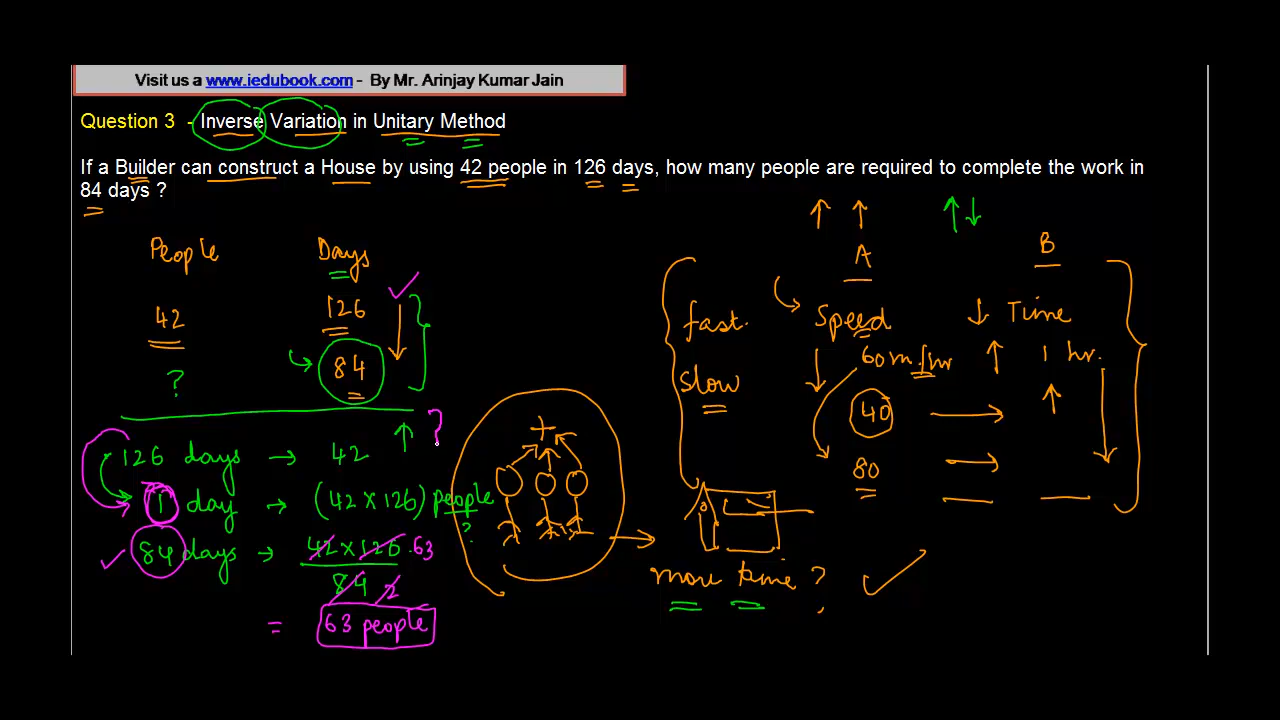 Visit us a www.iedubook.com - By Mr. Arinjay Kumar Jain
Question 3 - Inverse Variation in Unitary Method
If a Builder can construct a House by using 42 people in 126 days, how many people are required to complete the work in
84 days ?
People Days
42 126
? 84
126 days → 42 ↑ ?
1 day → (42 × 126) people
?
84 days → 42 × 126 . 63
84 2
= 63 people
↑ ↑ ↑↓
A B
fast. Speed ↓ Time
↓ 60m/hr ↑ 1 hr.
slow 40 → ↑
80 →
+
more time ?